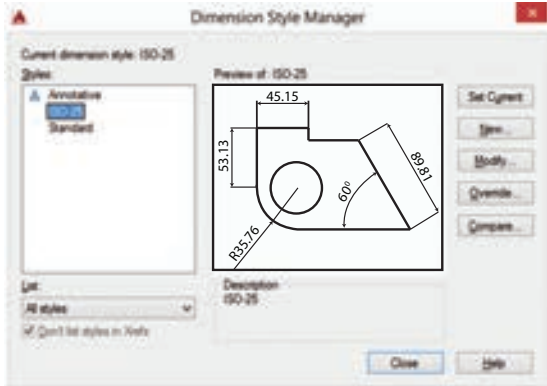 Dimension Style Manager
Current dimension style: ISO-25
Styles:
Annotative
ISO-25
Standard
Preview of: ISO-25
45.15
53.13
89.81
60°
R35.76
Set Current
New...
Modify...
Override...
Compare...
List:
All styles
Don't list styles in Xrefs
Description
ISO-25
Close
Help